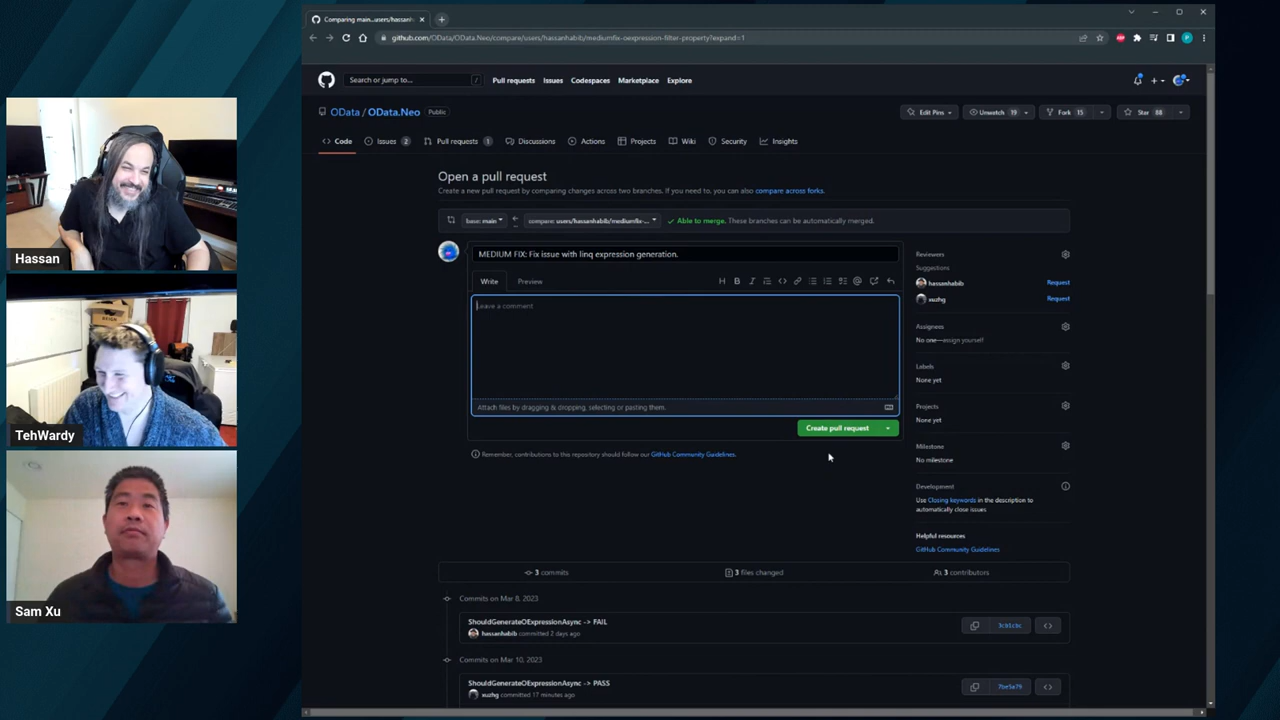 Hassan
TehWardy
Sam Xu
Comparing main...users/hassanh
github.com/OData/OData.Neo/compare/users/hassanhabib/mediumfix-oexpression-filter-property?expand=1
Search or jump to...
/
Pull requests
Issues
Codespaces
Marketplace
Explore
OData / OData.Neo
Public
Edit Pins
Unwatch 19
Fork 15
Star 88
Code
Issues 2
Pull requests 1
Discussions
Actions
Projects
Wiki
Security
Insights
Open a pull request
Create a new pull request by comparing changes across two branches. If you need to, you can also compare across forks.
base: main
compare: users/hassanhabib/mediumfix-...
Able to merge. These branches can be automatically merged.
MEDIUM FIX: Fix issue with linq expression generation.
Write
Preview
Leave a comment
Attach files by dragging & dropping, selecting or pasting them.
Create pull request
Remember, contributions to this repository should follow our GitHub Community Guidelines.
Reviewers
Suggestions
hassanhabib
Request
xuzhg
Request
Assignees
No one—assign yourself
Labels
None yet
Projects
None yet
Milestone
No milestone
Development
Use Closing keywords in the description to
automatically close issues
Helpful resources
GitHub Community Guidelines
3 commits
3 files changed
3 contributors
Commits on Mar 8, 2023
ShouldGenerateOExpressionAsync -> FAIL
hassanhabib committed 2 days ago
Commits on Mar 10, 2023
ShouldGenerateOExpressionAsync -> PASS
xuzhg committed 17 minutes ago
7be5e79